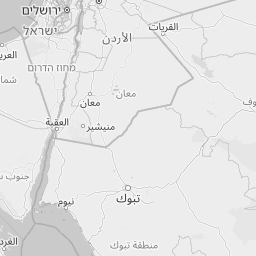 ירושלים
القريات
ישראל
الأردن
מחוז הדרום
معان
معان
منيشير
العقبة
تبوك
نيوم
منطقة تبوك